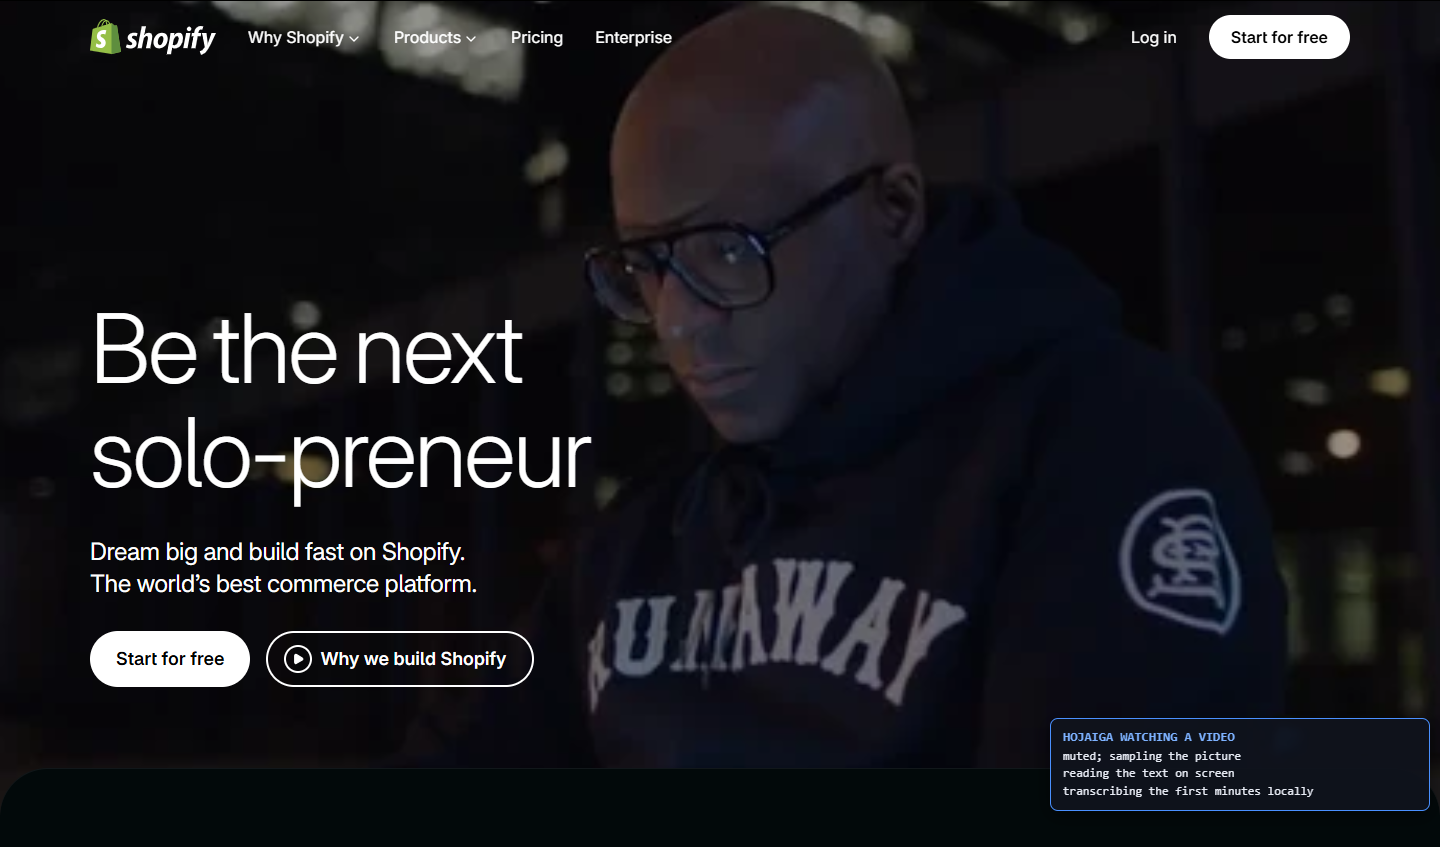 shopify
Why Shopify
Products
Pricing
Enterprise
Log in
Start for free
Be the next
solo-preneur
Dream big and build fast on Shopify.
The world's best commerce platform.
Start for free
Why we build Shopify
RUNAWAY
HOJAIGA WATCHING A VIDEO
muted; sampling the picture
reading the text on screen
transcribing the first minutes locally